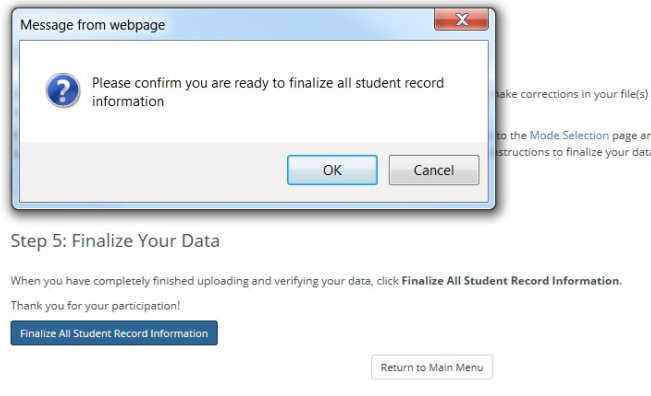 Message from webpage
X
Please confirm you are ready to finalize all student record
information
make corrections in your file(s)
to the Mode Selection page
instructions to finalize your data
OK
Cancel
Step 5: Finalize Your Data
When you have completely finished uploading and verifying your data, click Finalize All Student Record Information.
Thank you for your participation!
Finalize All Student Record Information
Return to Main Menu